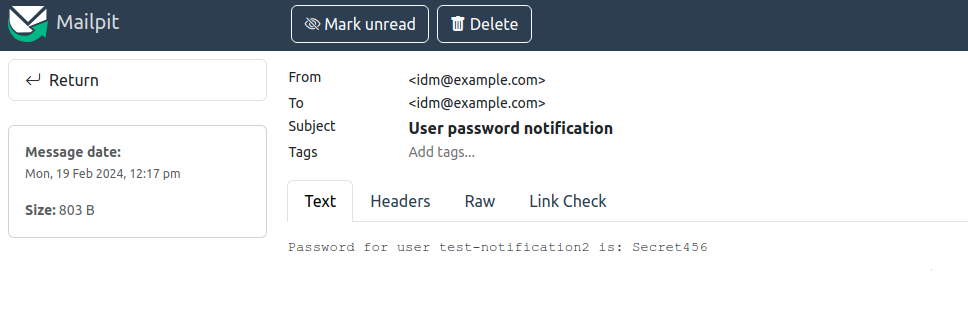 Mailpit
Mark unread
Delete
Return
Message date:
Mon, 19 Feb 2024, 12:17 pm
Size: 803 B
From <idm@example.com>
To <idm@example.com>
Subject User password notification
Tags Add tags...
Text Headers Raw Link Check
Password for user test-notification2 is: Secret456